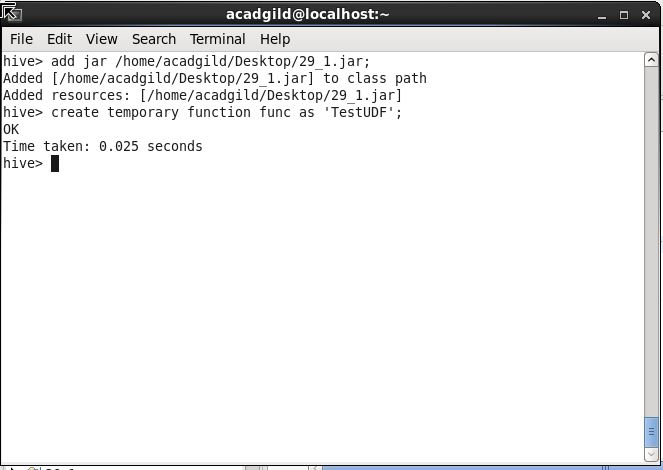 acadgild@localhost:~
File Edit View Search Terminal Help
hive> add jar /home/acadgild/Desktop/29_1.jar;
Added [/home/acadgild/Desktop/29_1.jar] to class path
Added resources: [/home/acadgild/Desktop/29_1.jar]
hive> create temporary function func as 'TestUDF';
OK
Time taken: 0.025 seconds
hive>